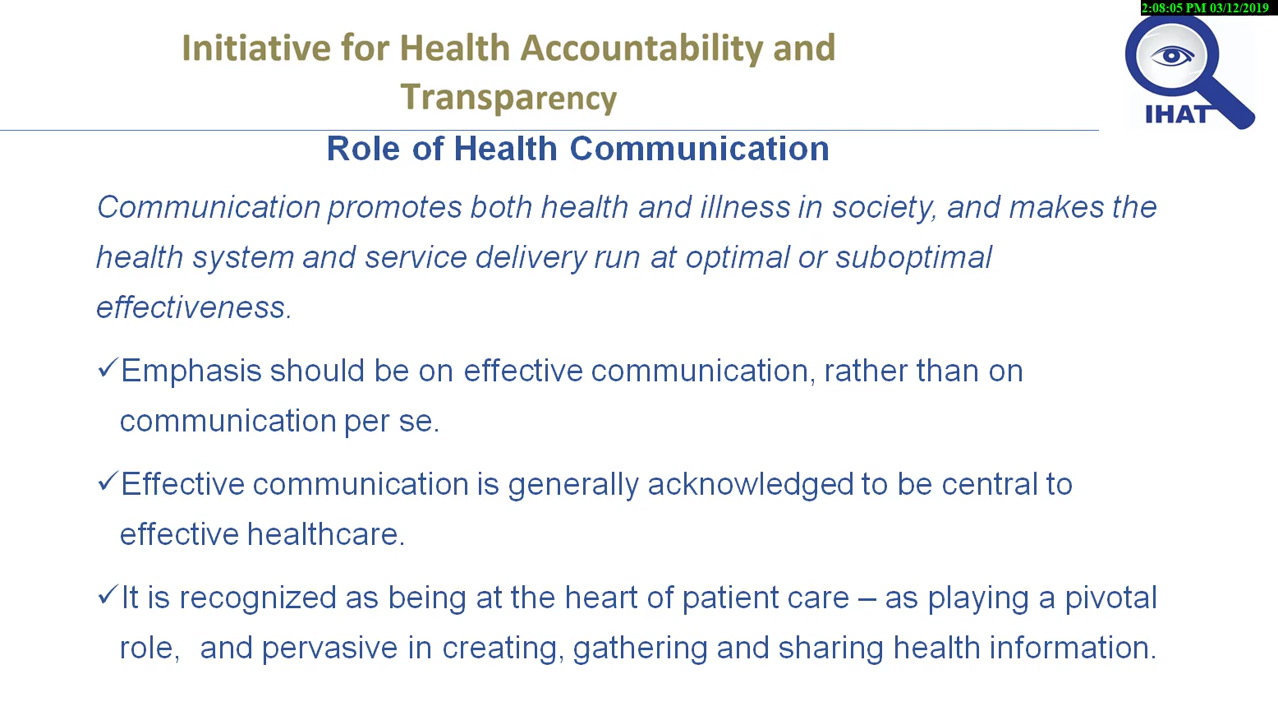 2:08:05 PM 03/12/2019
Initiative for Health Accountability and
Transparency
IHAT
Role of Health Communication
Communication promotes both health and illness in society, and makes the
health system and service delivery run at optimal or suboptimal
effectiveness.
✓Emphasis should be on effective communication, rather than on
communication per se.
✓Effective communication is generally acknowledged to be central to
effective healthcare.
✓It is recognized as being at the heart of patient care – as playing a pivotal
role, and pervasive in creating, gathering and sharing health information.